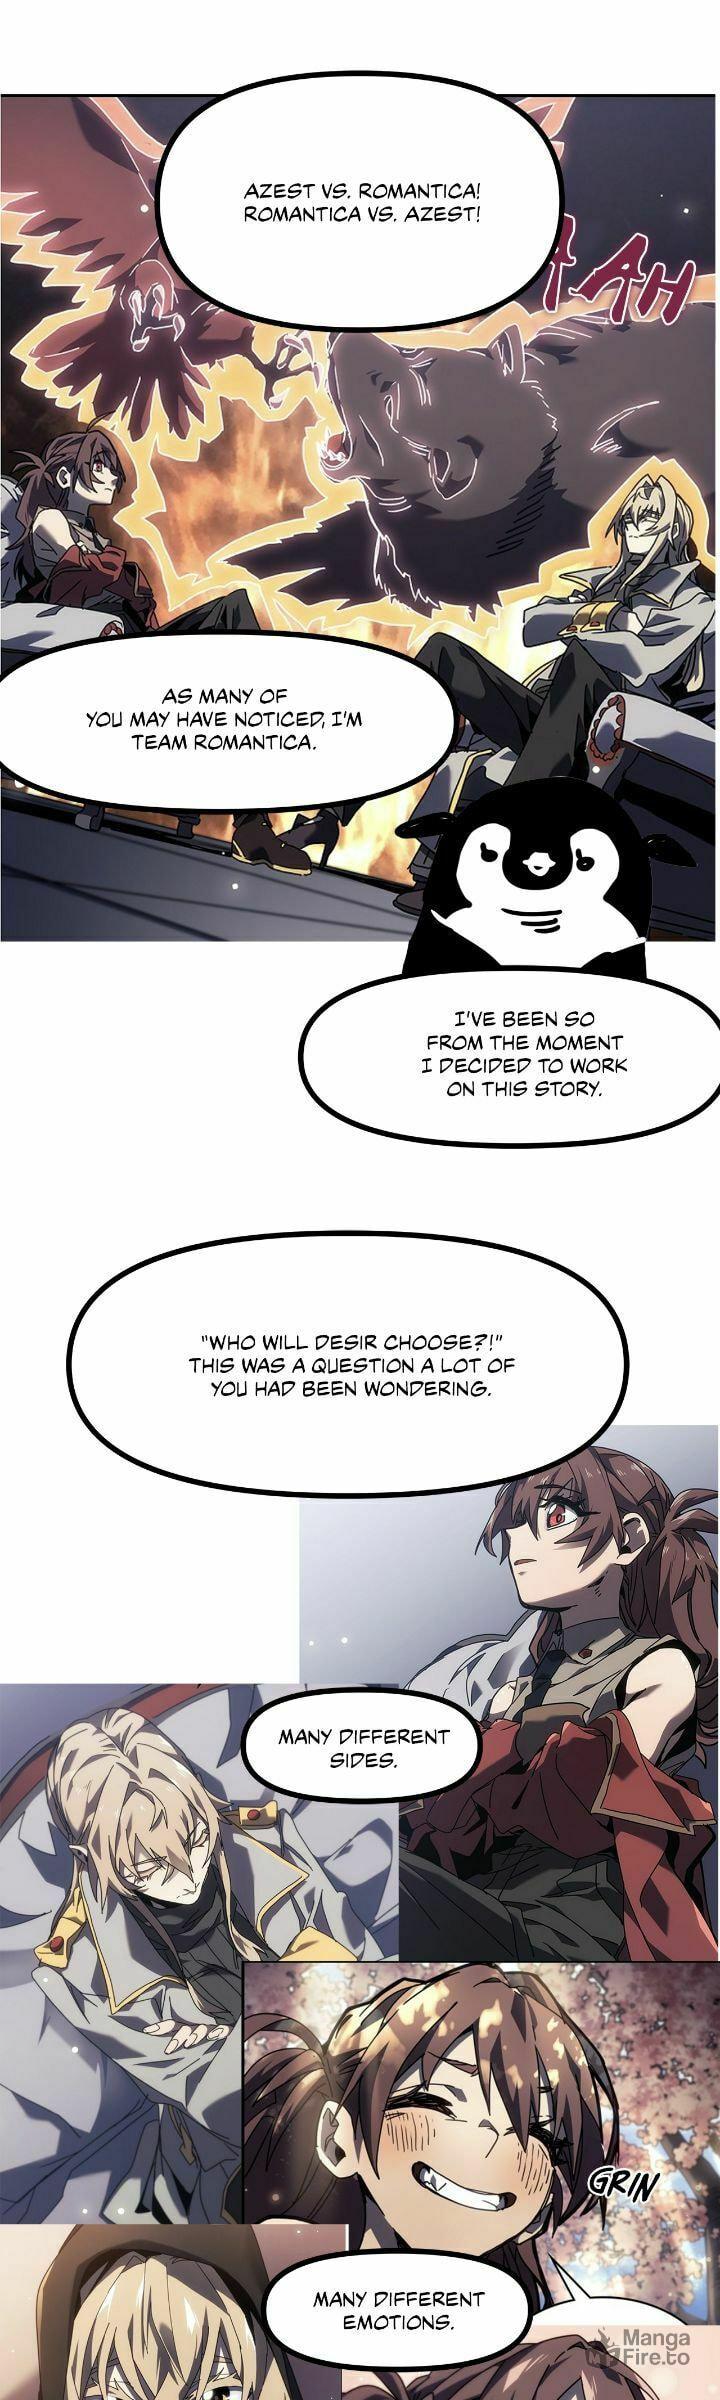 AZEST VS. ROMANTICA!
ROMANTICA VS. AZEST!
AH
AS MANY OF
YOU MAY HAVE NOTICED, I'M
TEAM ROMANTICA.
I'VE BEEN SO
FROM THE MOMENT
I DECIDED TO WORK
ON THIS STORY.
"WHO WILL DESIR CHOOSE?!"
THIS WAS A QUESTION A LOT OF
YOU HAD BEEN WONDERING.
MANY DIFFERENT
SIDES.
GRIN
MANY DIFFERENT
EMOTIONS.
Manga
Fire.to